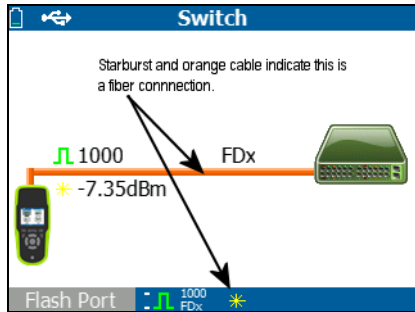 Switch
Starburst and orange cable indicate this is
a fiber connnection.
1000 FDx
-7.35dBm
Flash Port 1000
FDx